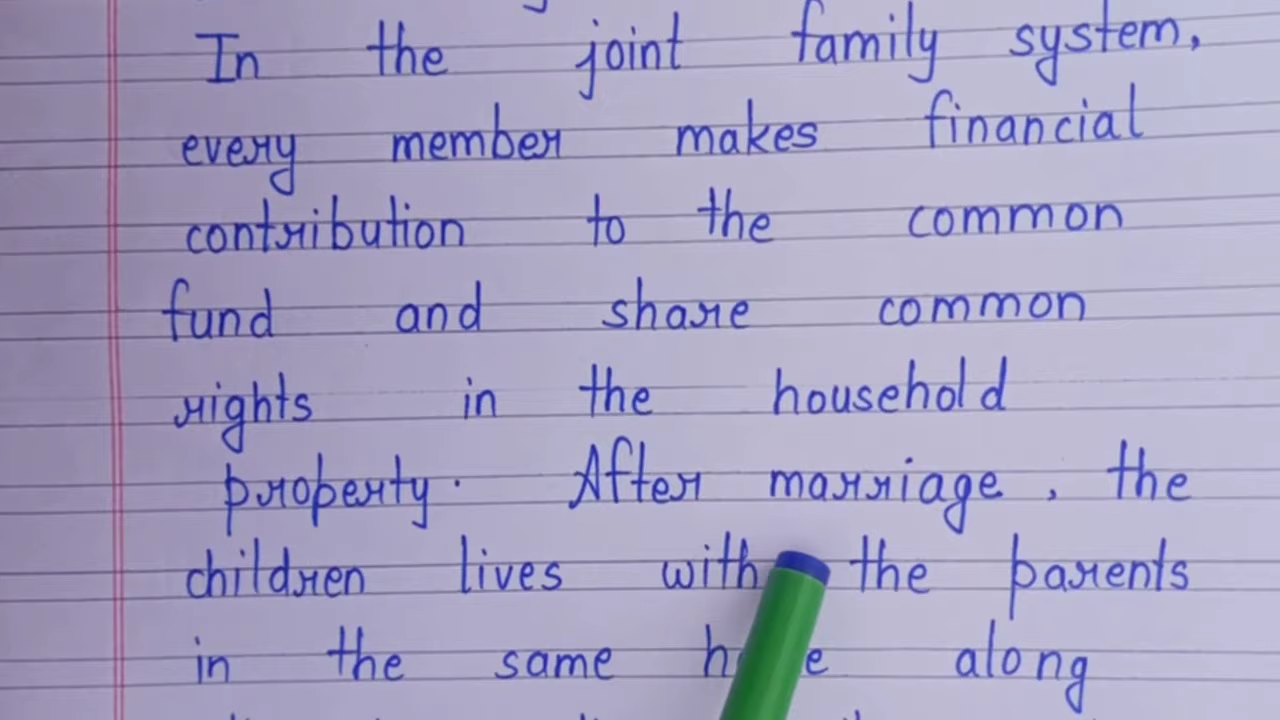 In the joint family system,
every member makes financial
contribution to the common
fund and share common
rights in the household
property. After marriage, the
children lives with the parents
in the same along